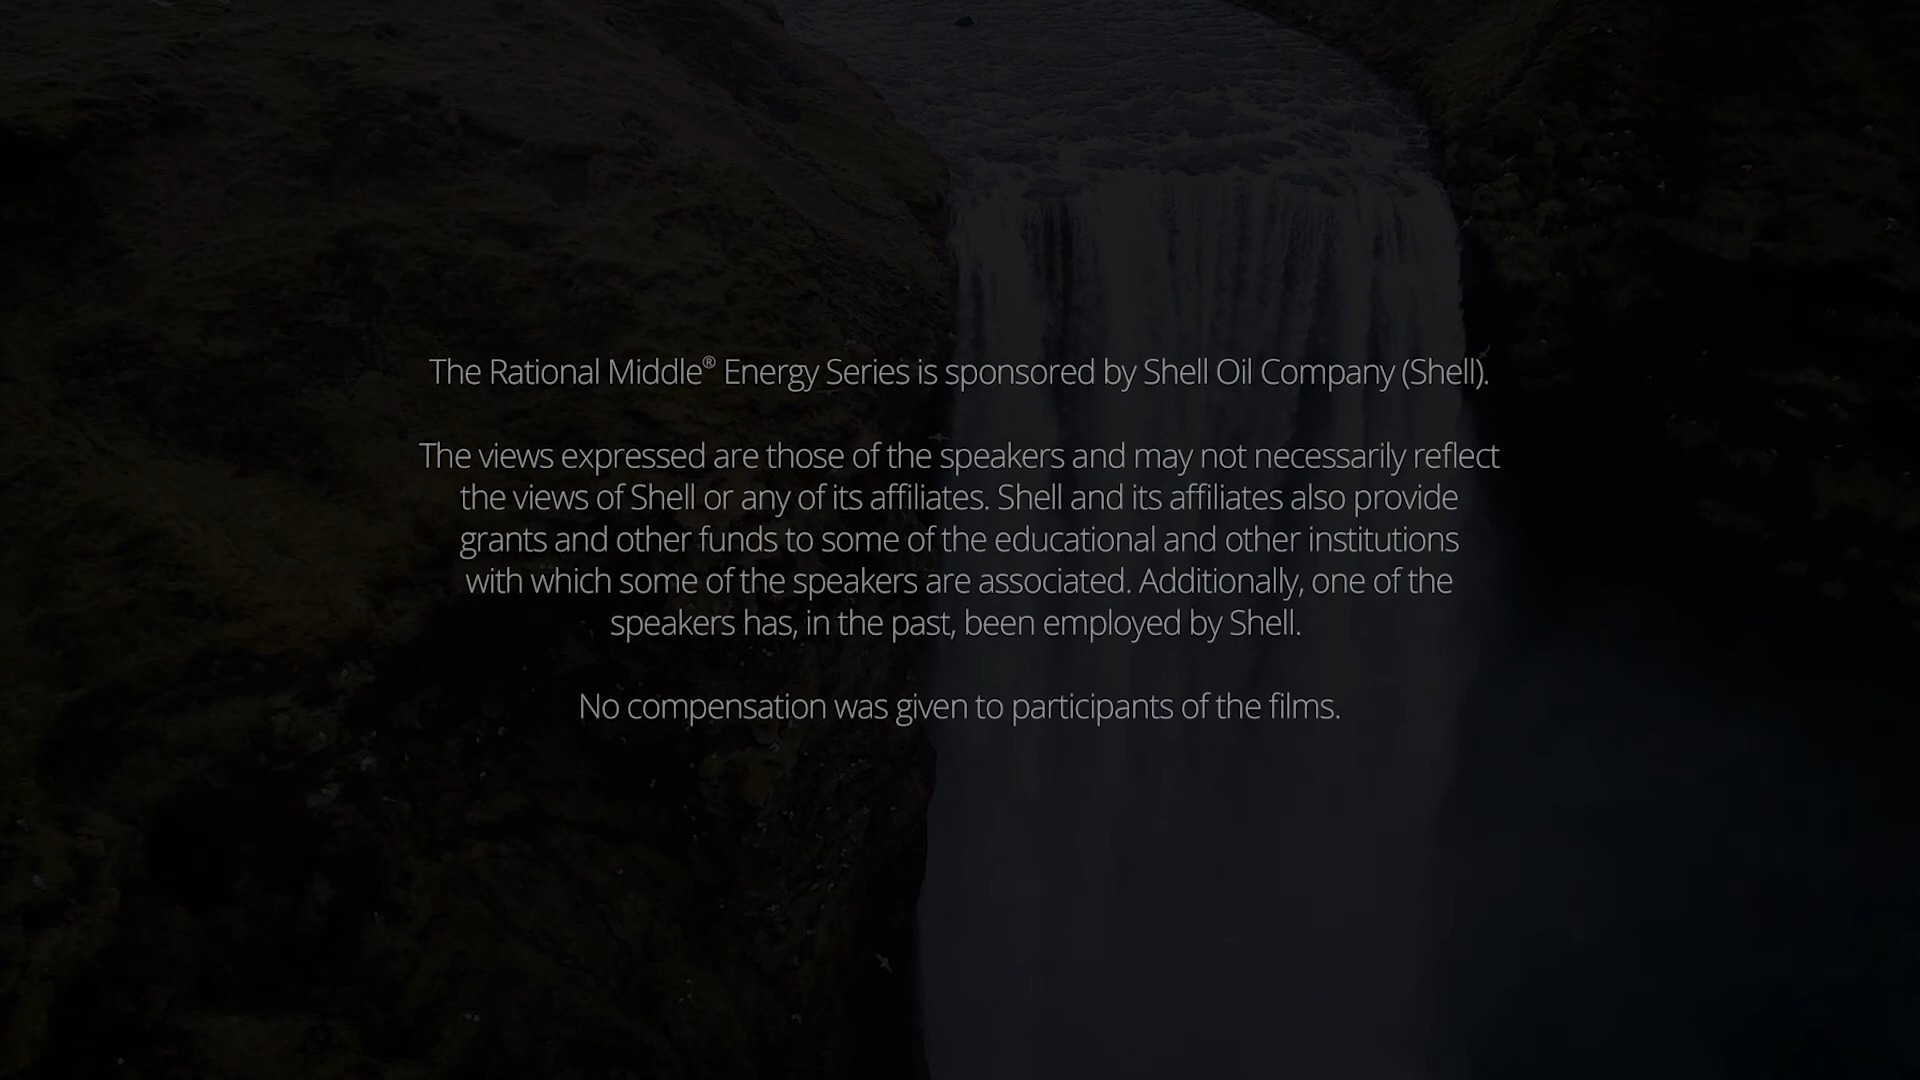 The Rational Middle® Energy Series is sponsored by Shell Oil Company (Shell).
The views expressed are those of the speakers and may not necessarily reflect
the views of Shell or any of its affiliates. Shell and its affiliates also provide
grants and other funds to some of the educational and other institutions
with which some of the speakers are associated. Additionally, one of the
speakers has, in the past, been employed by Shell.
No compensation was given to participants of the films.